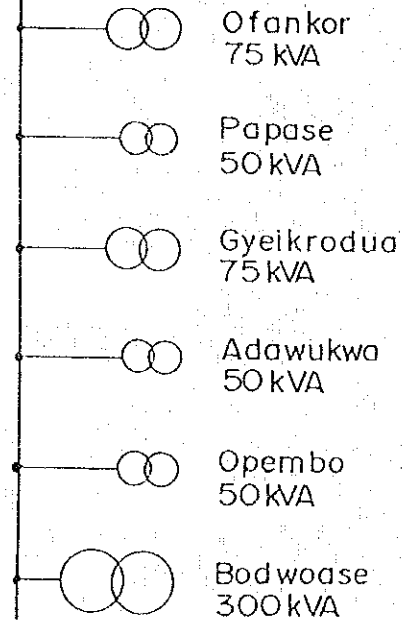 Ofankor
75 kVA
Papase
50 kVA
Gyeikrodua
75 kVA
Adawukwa
50 kVA
Opembo
50 kVA
Bodwoase
300 kVA